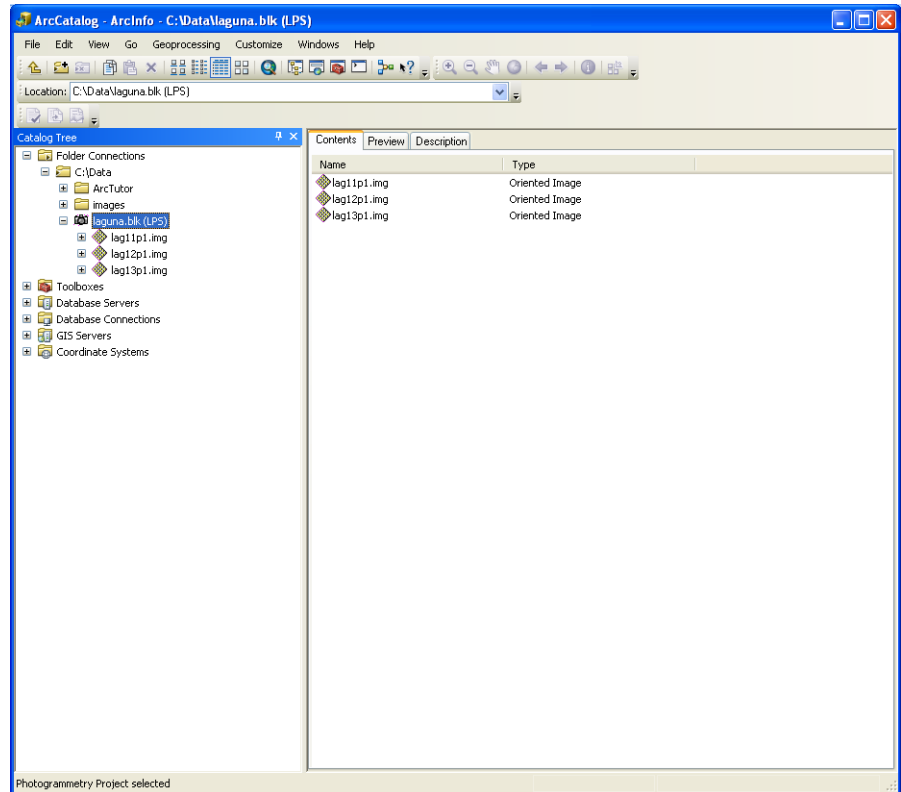 ArcCatalog - ArcInfo - C:\Data\laguna.blk (LPS)
File Edit View Go Geoprocessing Customize Windows Help
Location: C:\Data\laguna.blk (LPS)
Catalog Tree
Folder Connections
C:\Data
ArcTutor
images
laguna.blk (LPS)
lag11p1.img
lag12p1.img
lag13p1.img
Toolboxes
Database Servers
Database Connections
GIS Servers
Coordinate Systems
Contents Preview Description
Name Type
lag11p1.img Oriented Image
lag12p1.img Oriented Image
lag13p1.img Oriented Image
Photogrammetry Project selected